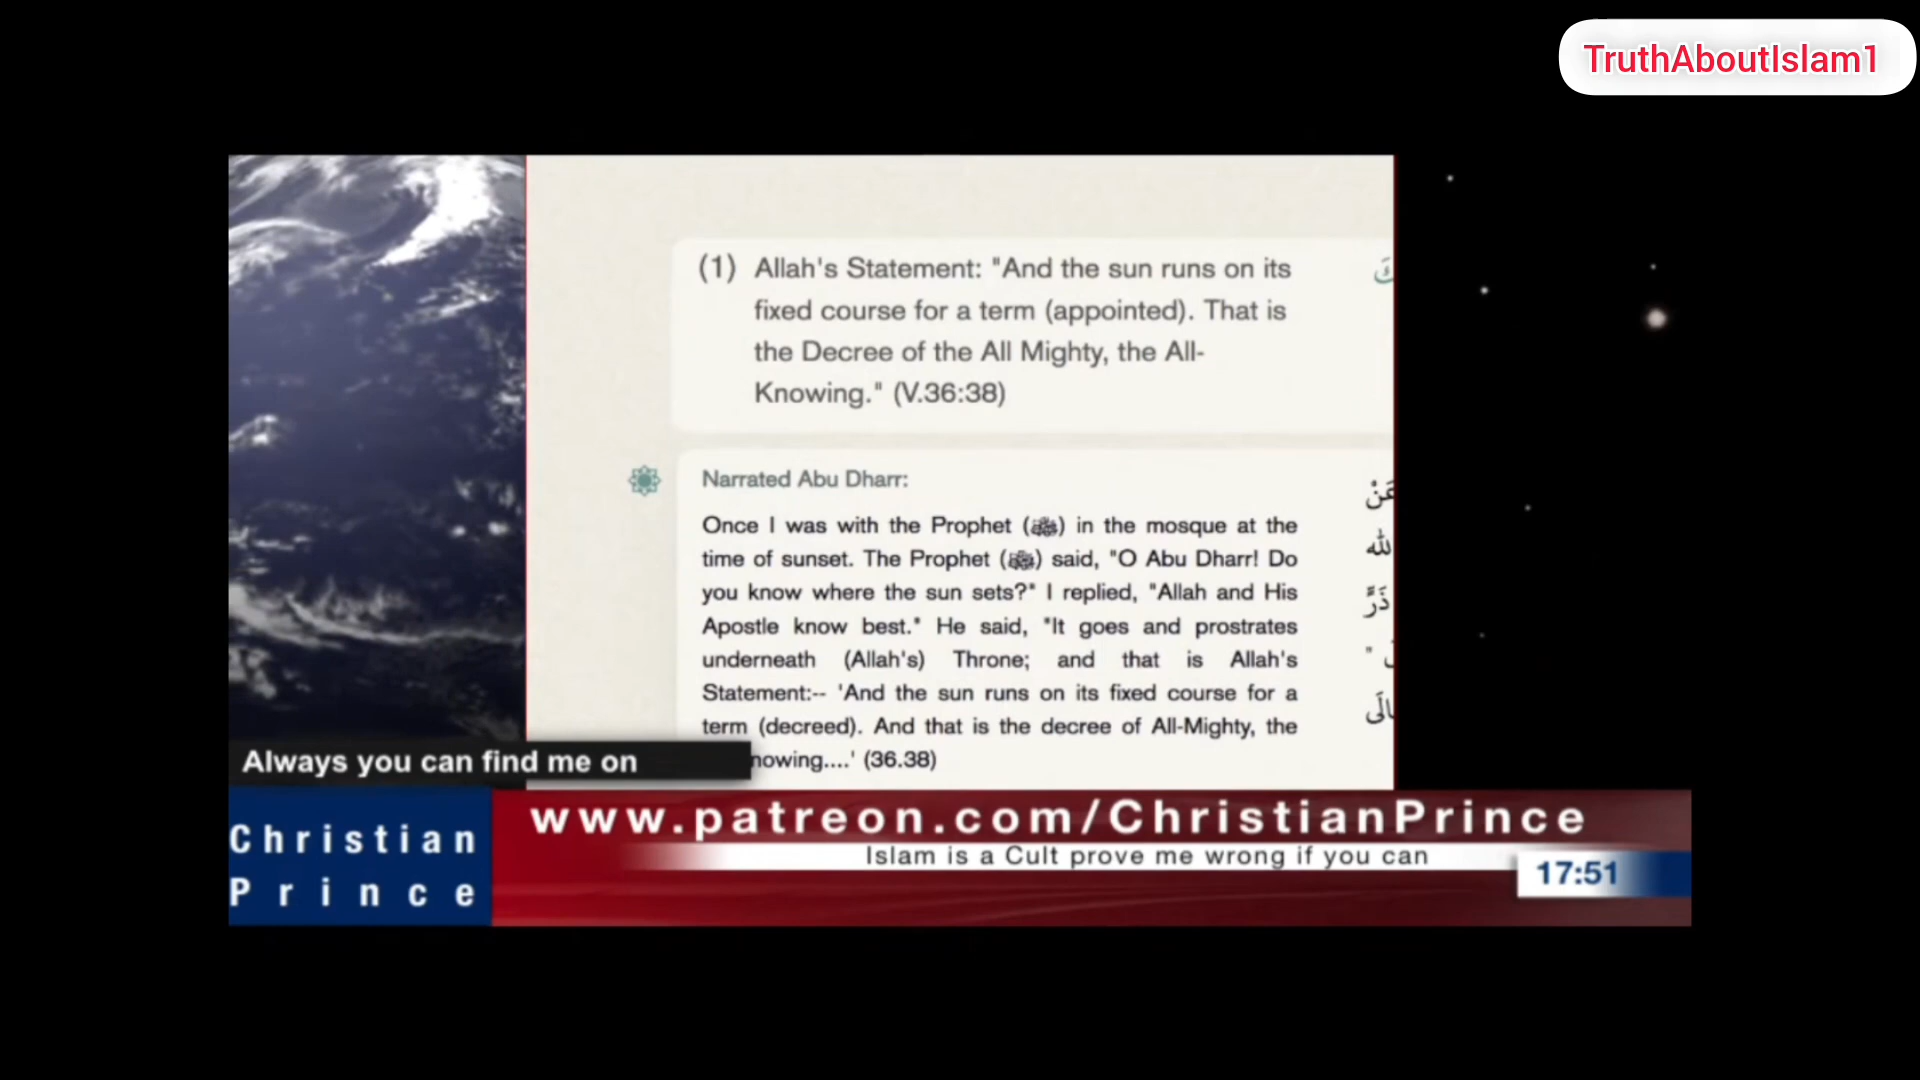 TruthAboutIslam1
(1) Allah's Statement: "And the sun runs on its
fixed course for a term (appointed). That is
the Decree of the All Mighty, the All-
Knowing." (V.36:38)
Narrated Abu Dharr:
Once I was with the Prophet (ﷺ) in the mosque at the
time of sunset. The Prophet (ﷺ) said, "O Abu Dharr! Do
you know where the sun sets?" I replied, "Allah and His
Apostle know best." He said, "It goes and prostrates
underneath (Allah's) Throne; and that is Allah's
Statement:-- 'And the sun runs on its fixed course for a
term (decreed). And that is the decree of All-Mighty, the
nowing....' (36.38)
عَنْ
الله
ذَرٍّ
Always you can find me on
Christian
Prince
www.patreon.com/ChristianPrince
Islam is a Cult prove me wrong if you can
17:51